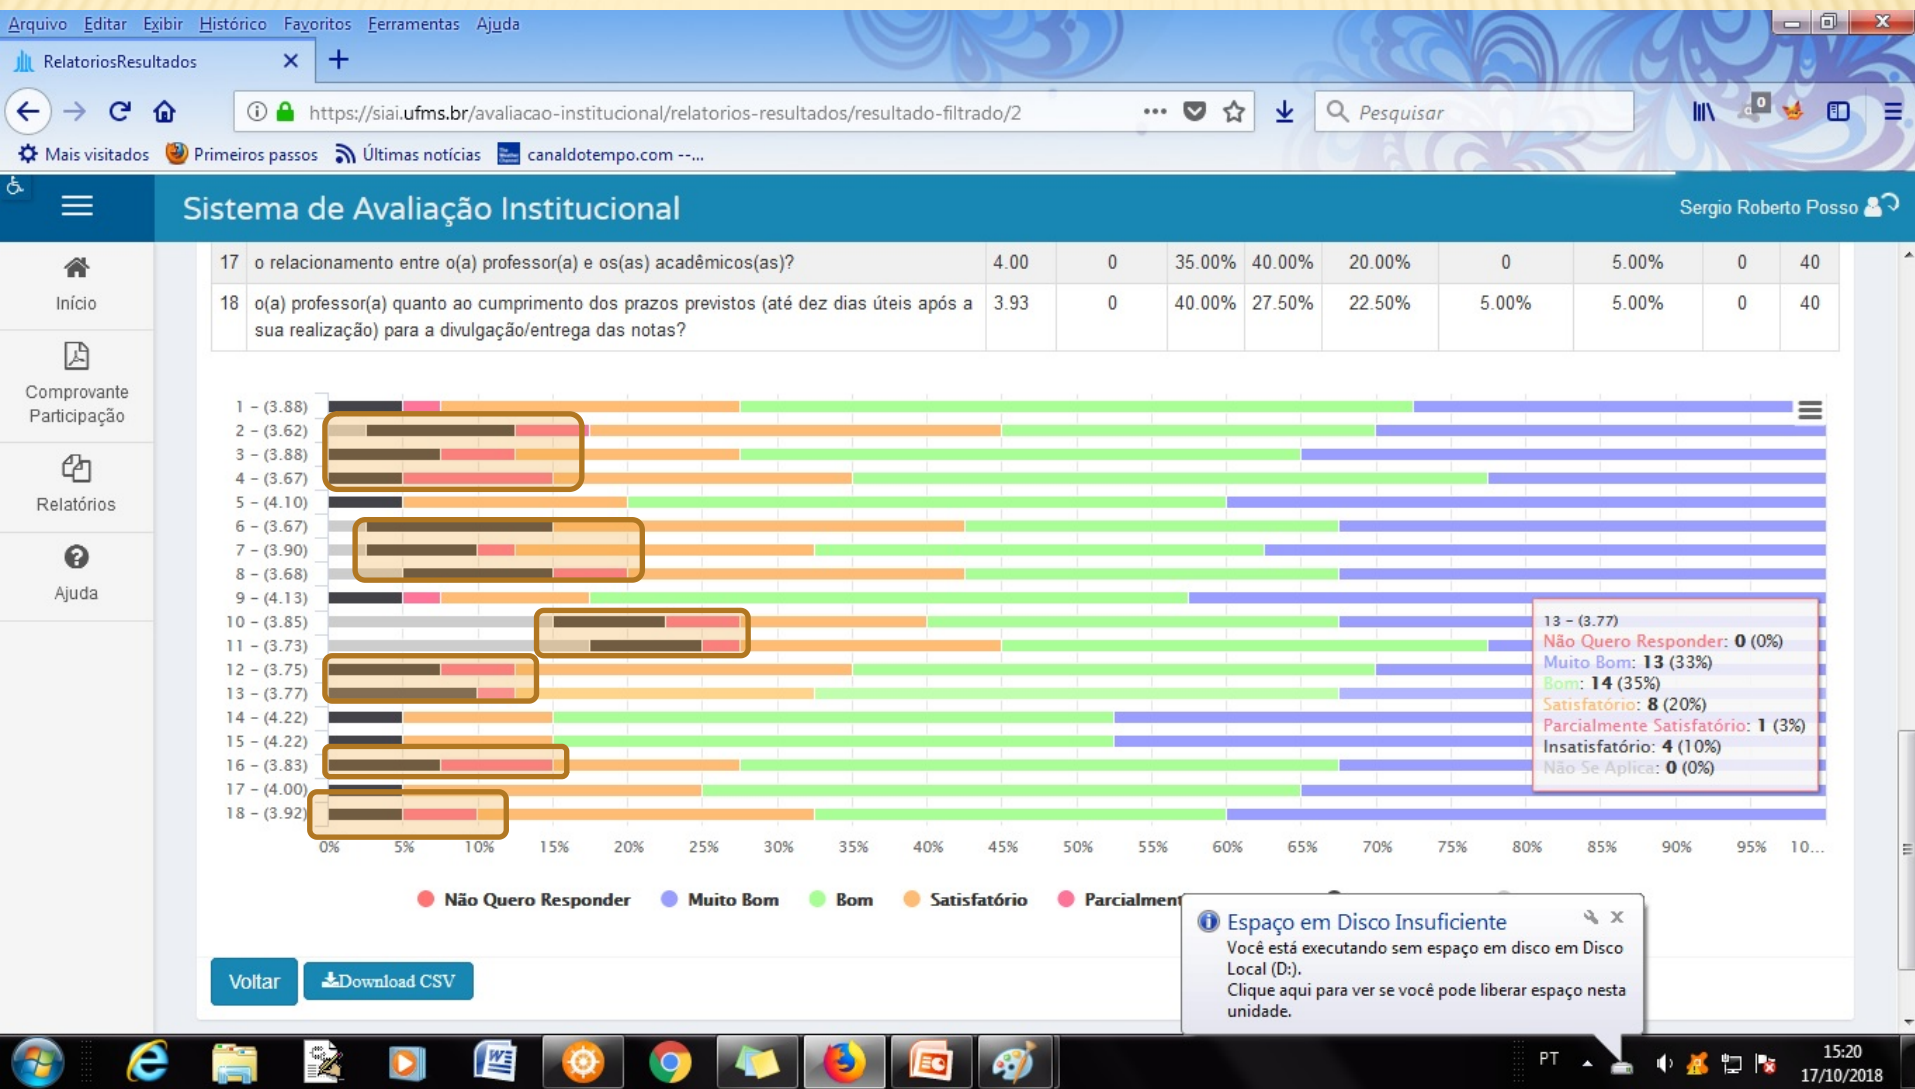 Arquivo Editar Exibir Histórico Favoritos Ferramentas Ajuda
RelatoriosResultados
https://siai.ufms.br/avaliacao-institucional/relatorios-resultados/resultado-filtrado/2
Pesquisar
0
Mais visitados Primeiros passos Últimas notícias canaldotempo.com --...
Sistema de Avaliação Institucional
Sergio Roberto Posso
Início
Comprovante
Participação
Relatórios
Ajuda
17 o relacionamento entre o(a) professor(a) e os(as) acadêmicos(as)? 4.00 0 35.00% 40.00% 20.00% 0 5.00% 0 40
18 o(a) professor(a) quanto ao cumprimento dos prazos previstos (até dez dias úteis após a 3.93 0 40.00% 27.50% 22.50% 5.00% 5.00% 0 40
sua realização) para a divulgação/entrega das notas?
1 - (3.88)
2 - (3.62)
3 - (3.88)
4 - (3.67)
5 - (4.10)
6 - (3.67)
7 - (3.90)
8 - (3.68)
9 - (4.13)
10 - (3.85)
11 - (3.73)
12 - (3.75)
13 - (3.77)
14 - (4.22)
15 - (4.22)
16 - (3.83)
17 - (4.00)
18 - (3.92)
13 - (3.77)
Não Quero Responder: 0 (0%)
Muito Bom: 13 (33%)
Bom: 14 (35%)
Satisfatório: 8 (20%)
Parcialmente Satisfatório: 1 (3%)
Insatisfatório: 4 (10%)
Não Se Aplica: 0 (0%)
0% 5% 10% 15% 20% 25% 30% 35% 40% 45% 50% 55% 60% 65% 70% 75% 80% 85% 90% 95% 10...
Não Quero Responder Muito Bom Bom Satisfatório Parcialment
Espaço em Disco Insuficiente
Você está executando sem espaço em disco em Disco
Local (D:).
Clique aqui para ver se você pode liberar espaço nesta
unidade.
Voltar Download CSV
PT
15:20
17/10/2018